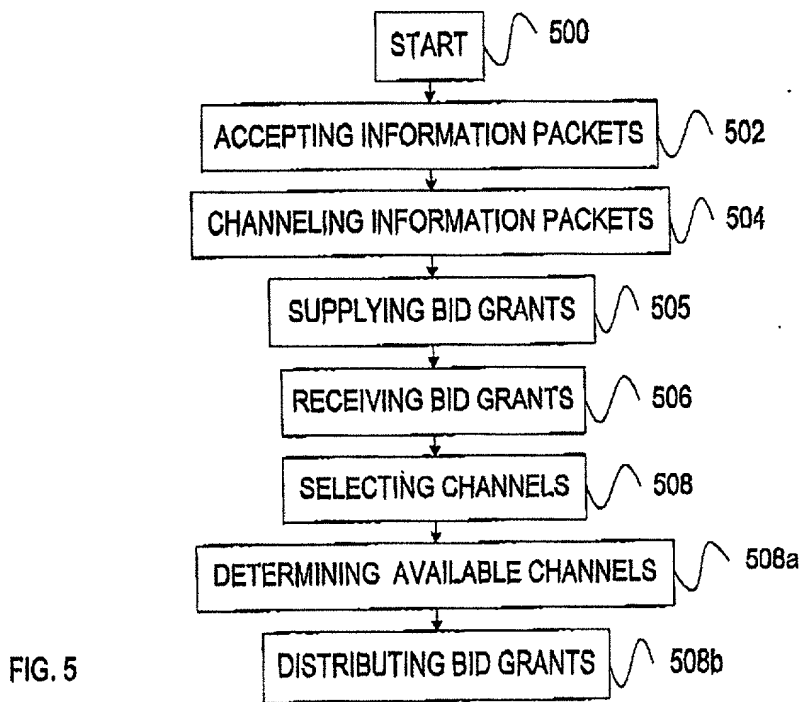 START 500
ACCEPTING INFORMATION PACKETS 502
CHANNELING INFORMATION PACKETS 504
SUPPLYING BID GRANTS 505
RECEIVING BID GRANTS 506
SELECTING CHANNELS 508
DETERMINING AVAILABLE CHANNELS 508a
DISTRIBUTING BID GRANTS 508b
FIG. 5